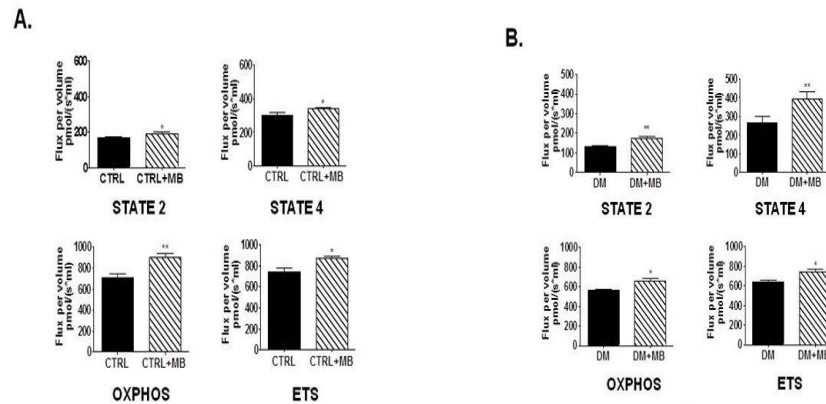 A.
Flux per volume
pmol/(s*ml)
600
400
200
0
*
CTRL CTRL+MB
STATE 2
Flux per volume
pmol/(s*ml)
600
400
200
0
*
CTRL CTRL+MB
STATE 4
Flux per volume
pmol/(s*ml)
1000
800
600
400
200
0
**
CTRL CTRL+MB
OXPHOS
Flux per volume
pmol/(s*ml)
1000
800
600
400
200
0
*
CTRL CTRL+MB
ETS
B.
Flux per volume
pmol/(s*ml)
500
400
300
200
100
0
**
DM DM+MB
STATE 2
Flux per volume
pmol/(s*ml)
500
400
300
200
100
0
**
DM DM+MB
STATE 4
Flux per volume
pmol/(s*ml)
1000
800
600
400
200
0
*
DM DM+MB
OXPHOS
Flux per volume
pmol/(s*ml)
1000
800
600
400
200
0
*
DM DM+MB
ETS